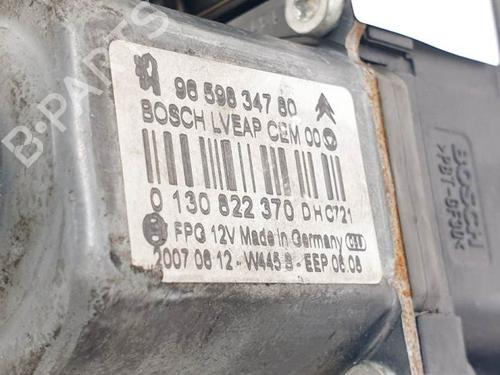 96 598 347 80
BOSCH LVEAP CEM 00
0 130 822 370 DHC721
FPG 12V Made in Germany
2007 06 12 - W445 B - EEP 06.06
BOSCH
B-PARTS